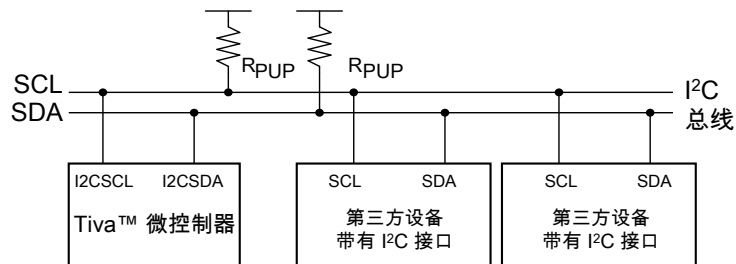 RPUP RPUP
SCL
SDA
I²C
总线
I2CSCL I2CSDA SCL SDA SCL SDA
Tiva™ 微控制器
第三方设备
带有 I²C 接口
第三方设备
带有 I²C 接口